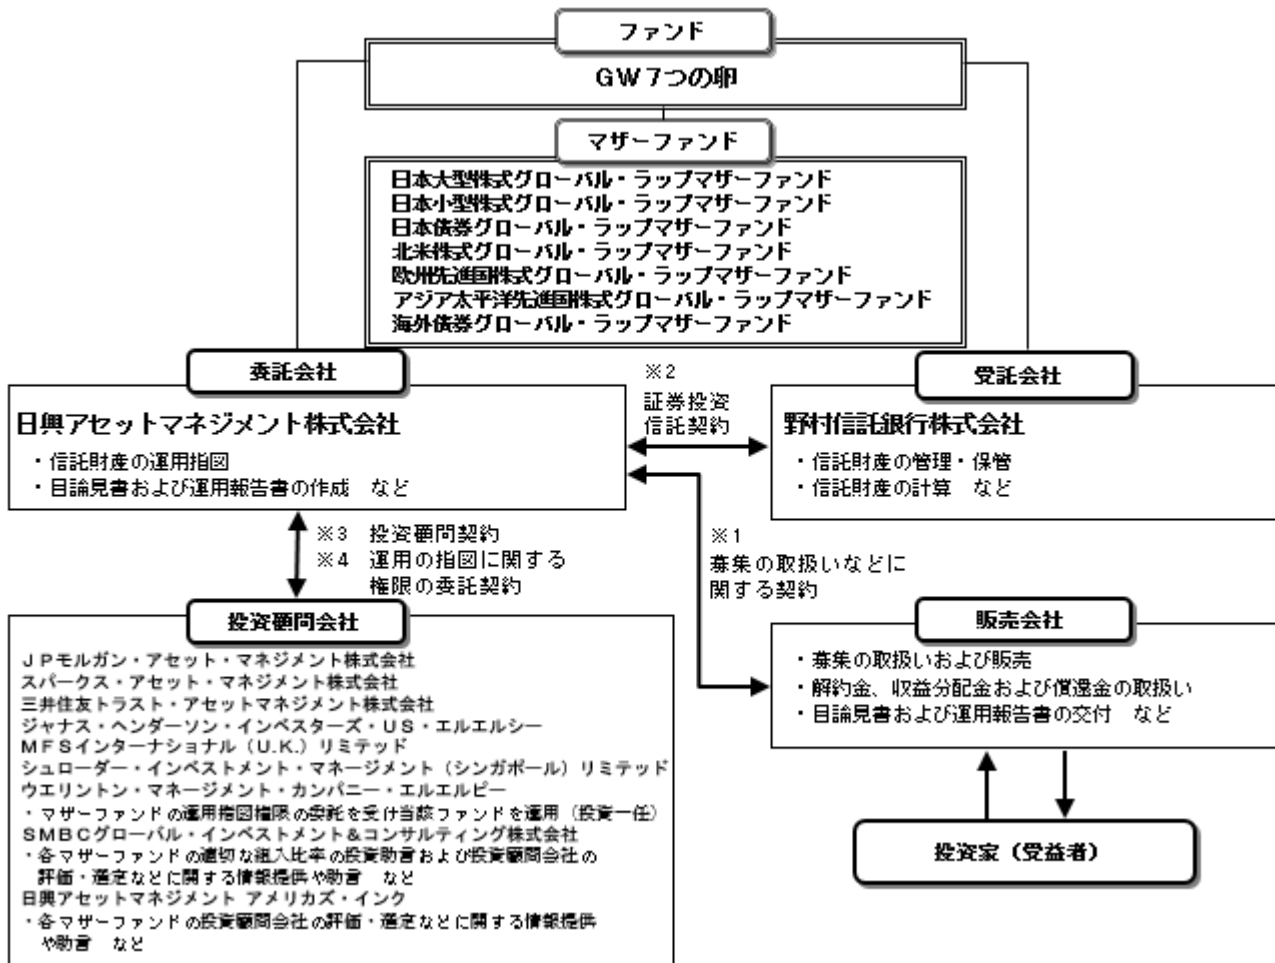 ファンド
GW7つの卵
マザーファンド
日本大型株式グローバル・ラップマザーファンド
日本小型株式グローバル・ラップマザーファンド
日本債券グローバル・ラップマザーファンド
北米株式グローバル・ラップマザーファンド
欧州先進国株式グローバル・ラップマザーファンド
アジア太平洋先進国株式グローバル・ラップマザーファンド
海外債券グローバル・ラップマザーファンド
委託会社
日興アセットマネジメント株式会社
・信託財産の運用指図
・目論見書および運用報告書の作成 など
※2
証券投資
信託契約
受託会社
野村信託銀行株式会社
・信託財産の管理・保管
・信託財産の計算 など
※3 投資顧問契約
※4 運用の指図に関する
権限の委託契約
※1
募集の取扱いなどに
関する契約
投資顧問会社
JPモルガン・アセット・マネジメント株式会社
スパークス・アセット・マネジメント株式会社
三井住友トラスト・アセットマネジメント株式会社
ジャナス・ヘンダーソン・インベスターズ・US・エルエルシー
MFSインターナショナル(U.K.)リミテッド
シュローダー・インベストメント・マネージメント(シンガポール)リミテッド
ウエリントン・マネージメント・カンパニー・エルエルピー
・マザーファンドの運用指図権限の委託を受け当該ファンドを運用(投資一任)
SMBCグローバル・インベストメント&コンサルティング株式会社
・各マザーファンドの適切な組入比率の投資助言および投資顧問会社の
評価・選定などに関する情報提供や助言 など
日興アセットマネジメント アメリカズ・インク
・各マザーファンドの投資顧問会社の評価・選定などに関する情報提供
や助言 など
販売会社
・募集の取扱いおよび販売
・解約金、収益分配金および償還金の取扱い
・目論見書および運用報告書の交付 など
投資家(受益者)